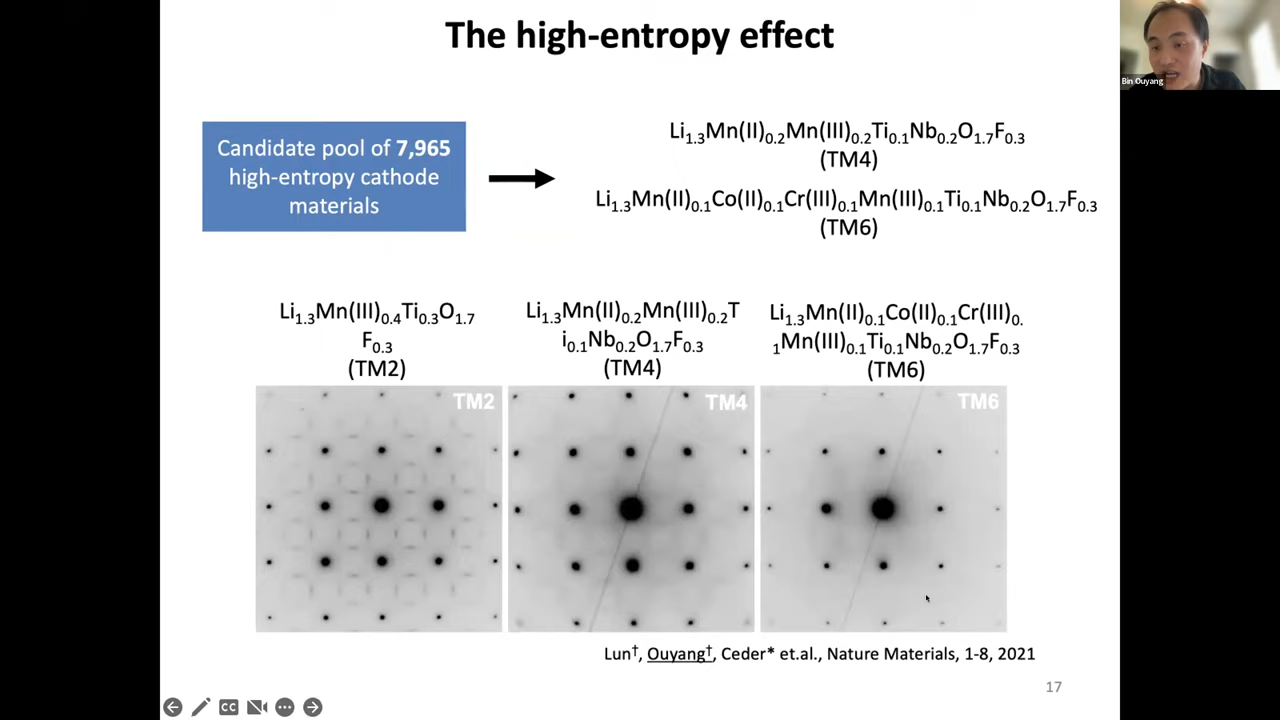 The high-entropy effect
Bin Ouyang
Candidate pool of 7,965
high-entropy cathode
materials
Li1.3Mn(II)0.2Mn(III)0.2Ti0.1Nb0.2O1.7F0.3
(TM4)
Li1.3Mn(II)0.1Co(II)0.1Cr(III)0.1Mn(III)0.1Ti0.1Nb0.2O1.7F0.3
(TM6)
Li1.3Mn(III)0.4Ti0.3O1.7
F0.3
(TM2)
Li1.3Mn(II)0.2Mn(III)0.2T
i0.1Nb0.2O1.7F0.3
(TM4)
Li1.3Mn(II)0.1Co(II)0.1Cr(III)0.
1Mn(III)0.1Ti0.1Nb0.2O1.7F0.3
(TM6)
TM2
TM4
TM6
Lun†, Ouyang†, Ceder* et.al., Nature Materials, 1-8, 2021
17
CC